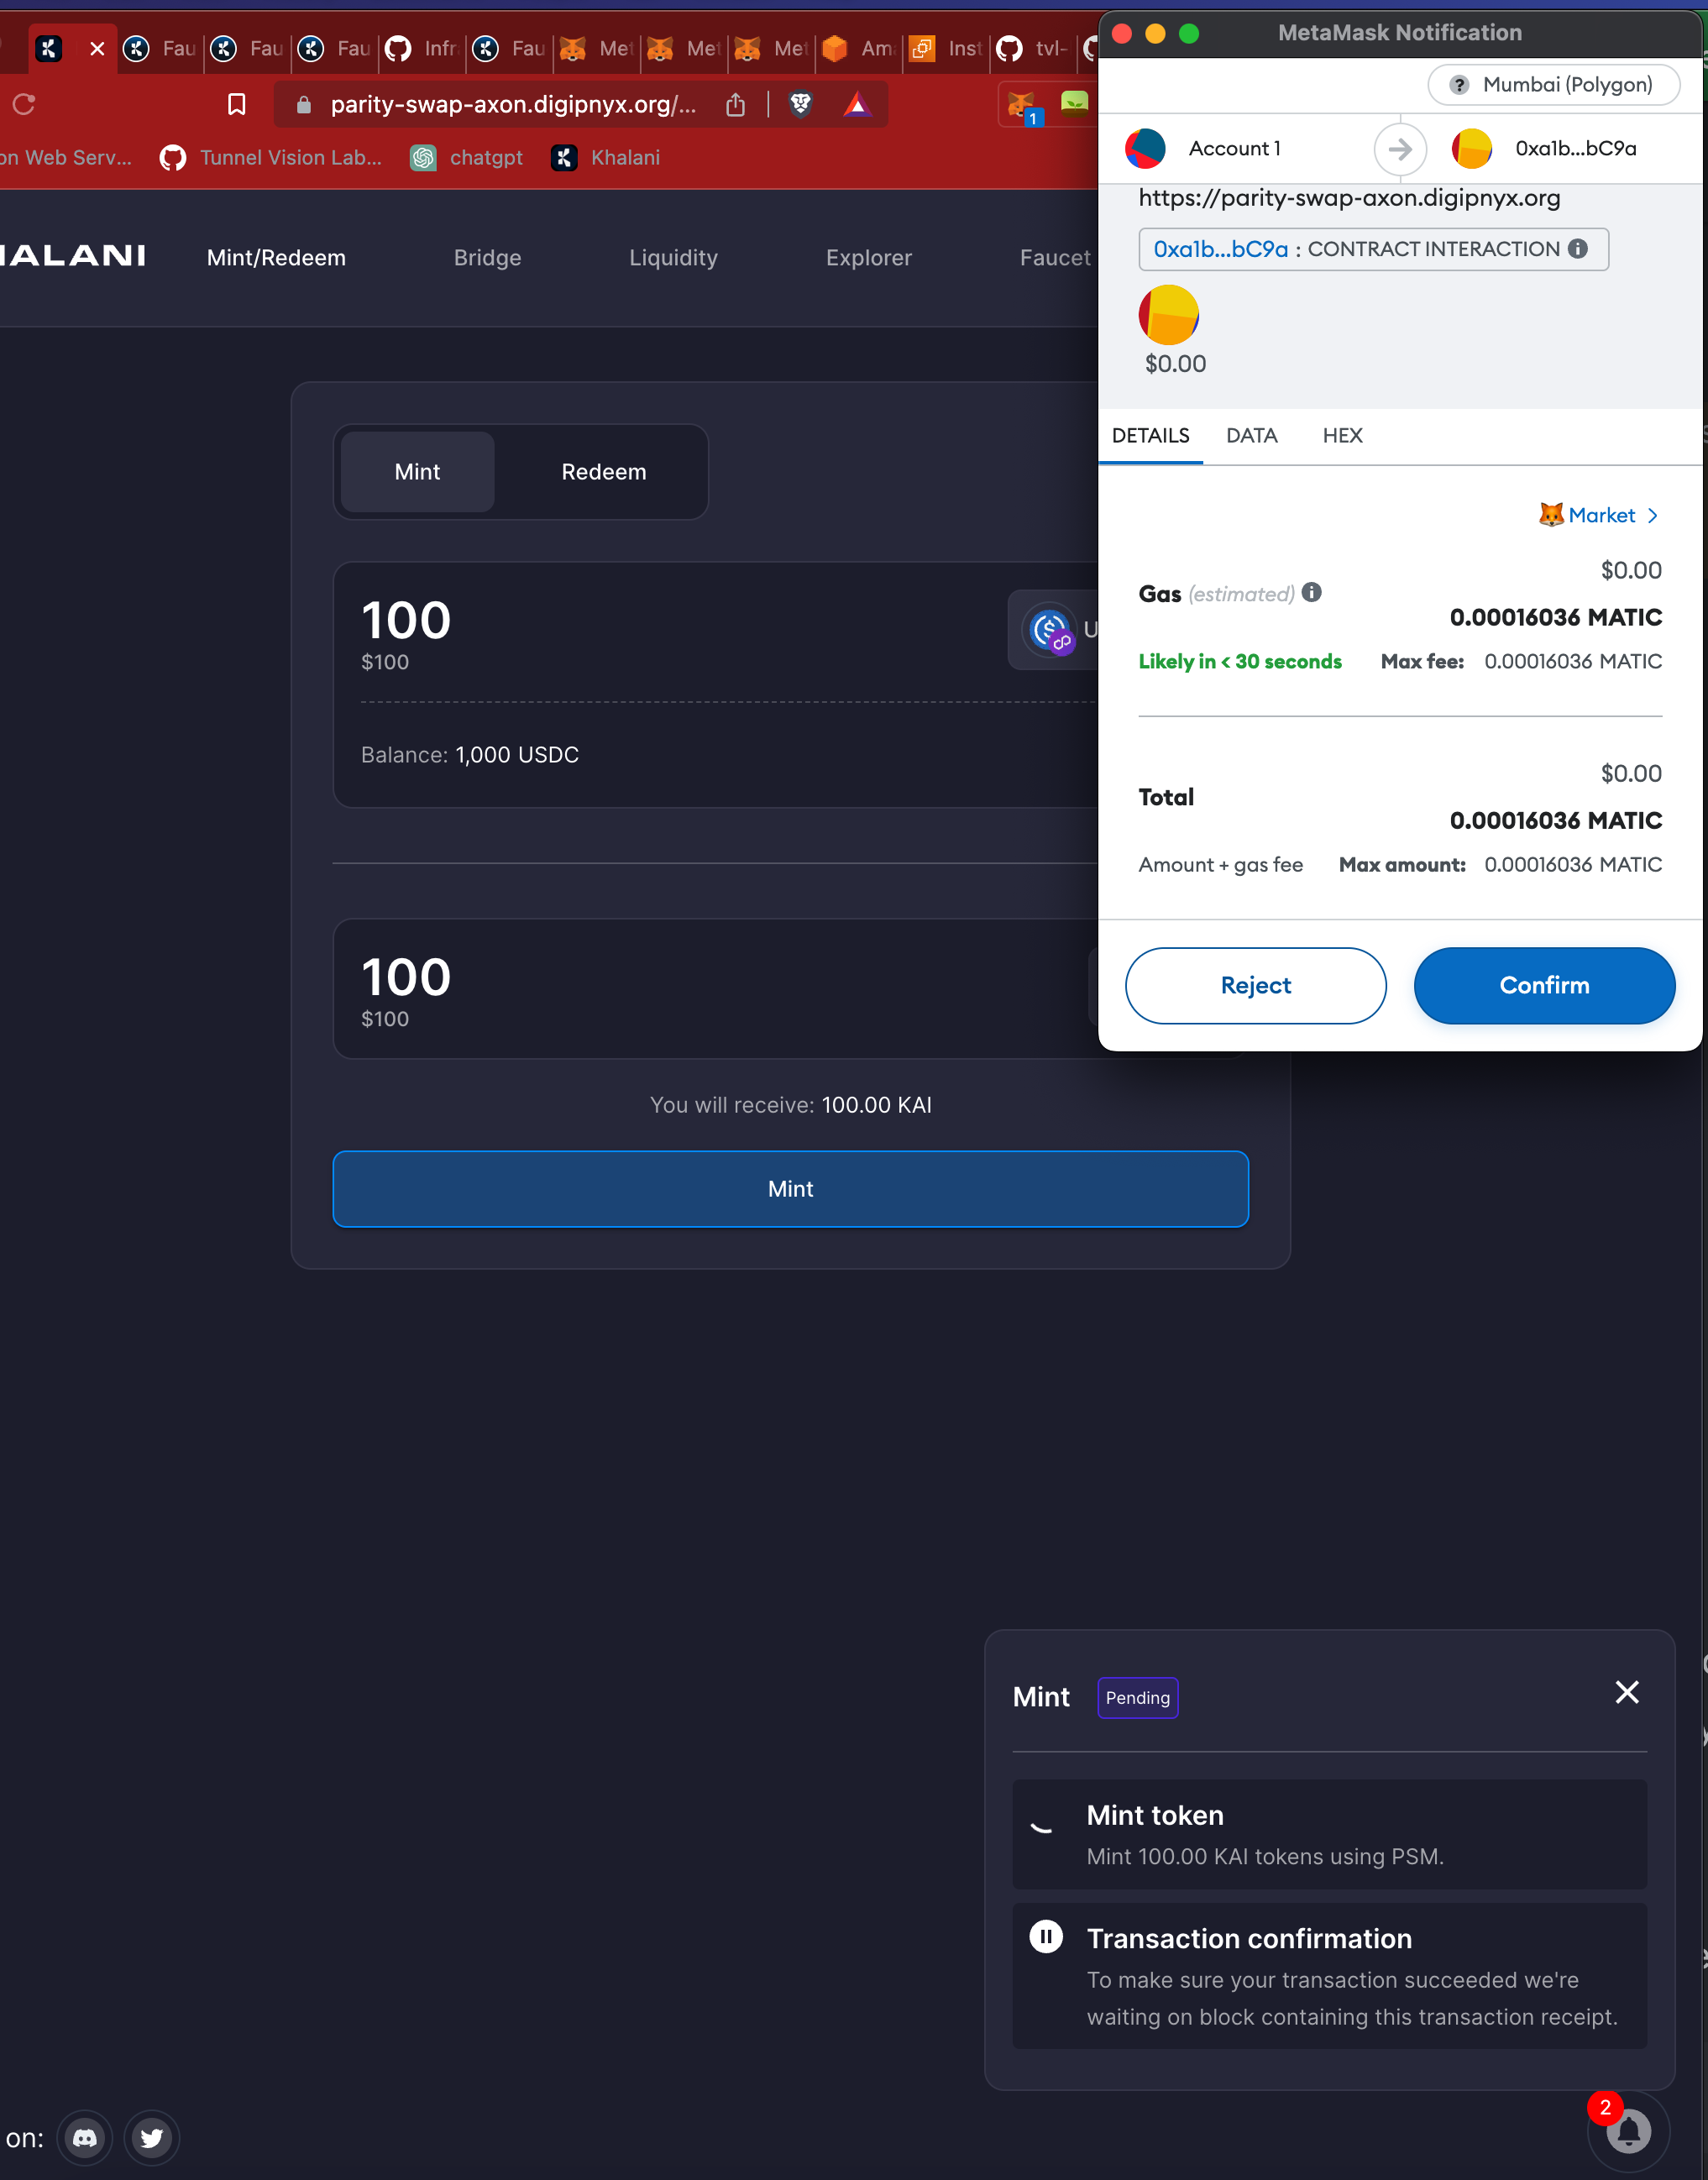 Fau
Fau
Fau
Infr
Fau
Met
Met
Met
Ama
Inst
tvl-
MetaMask Notification
parity-swap-axon.digipnyx.org/...
1
on Web Serv...
Tunnel Vision Lab...
chatgpt
Khalani
Mumbai (Polygon)
Account 1
0xa1b...bC9a
https://parity-swap-axon.digipnyx.org
0xa1b...bC9a : CONTRACT INTERACTION
$0.00
HALANI
Mint/Redeem
Bridge
Liquidity
Explorer
Faucet
DETAILS
DATA
HEX
Market >
$0.00
Gas (estimated)
0.00016036 MATIC
Likely in < 30 seconds
Max fee: 0.00016036 MATIC
$0.00
Total
0.00016036 MATIC
Amount + gas fee
Max amount: 0.00016036 MATIC
Reject
Confirm
Mint
Redeem
100
U
$100
Balance: 1,000 USDC
100
$100
You will receive: 100.00 KAI
Mint
Mint
Pending
Mint token
Mint 100.00 KAI tokens using PSM.
Transaction confirmation
To make sure your transaction succeeded we're
waiting on block containing this transaction receipt.
on:
2